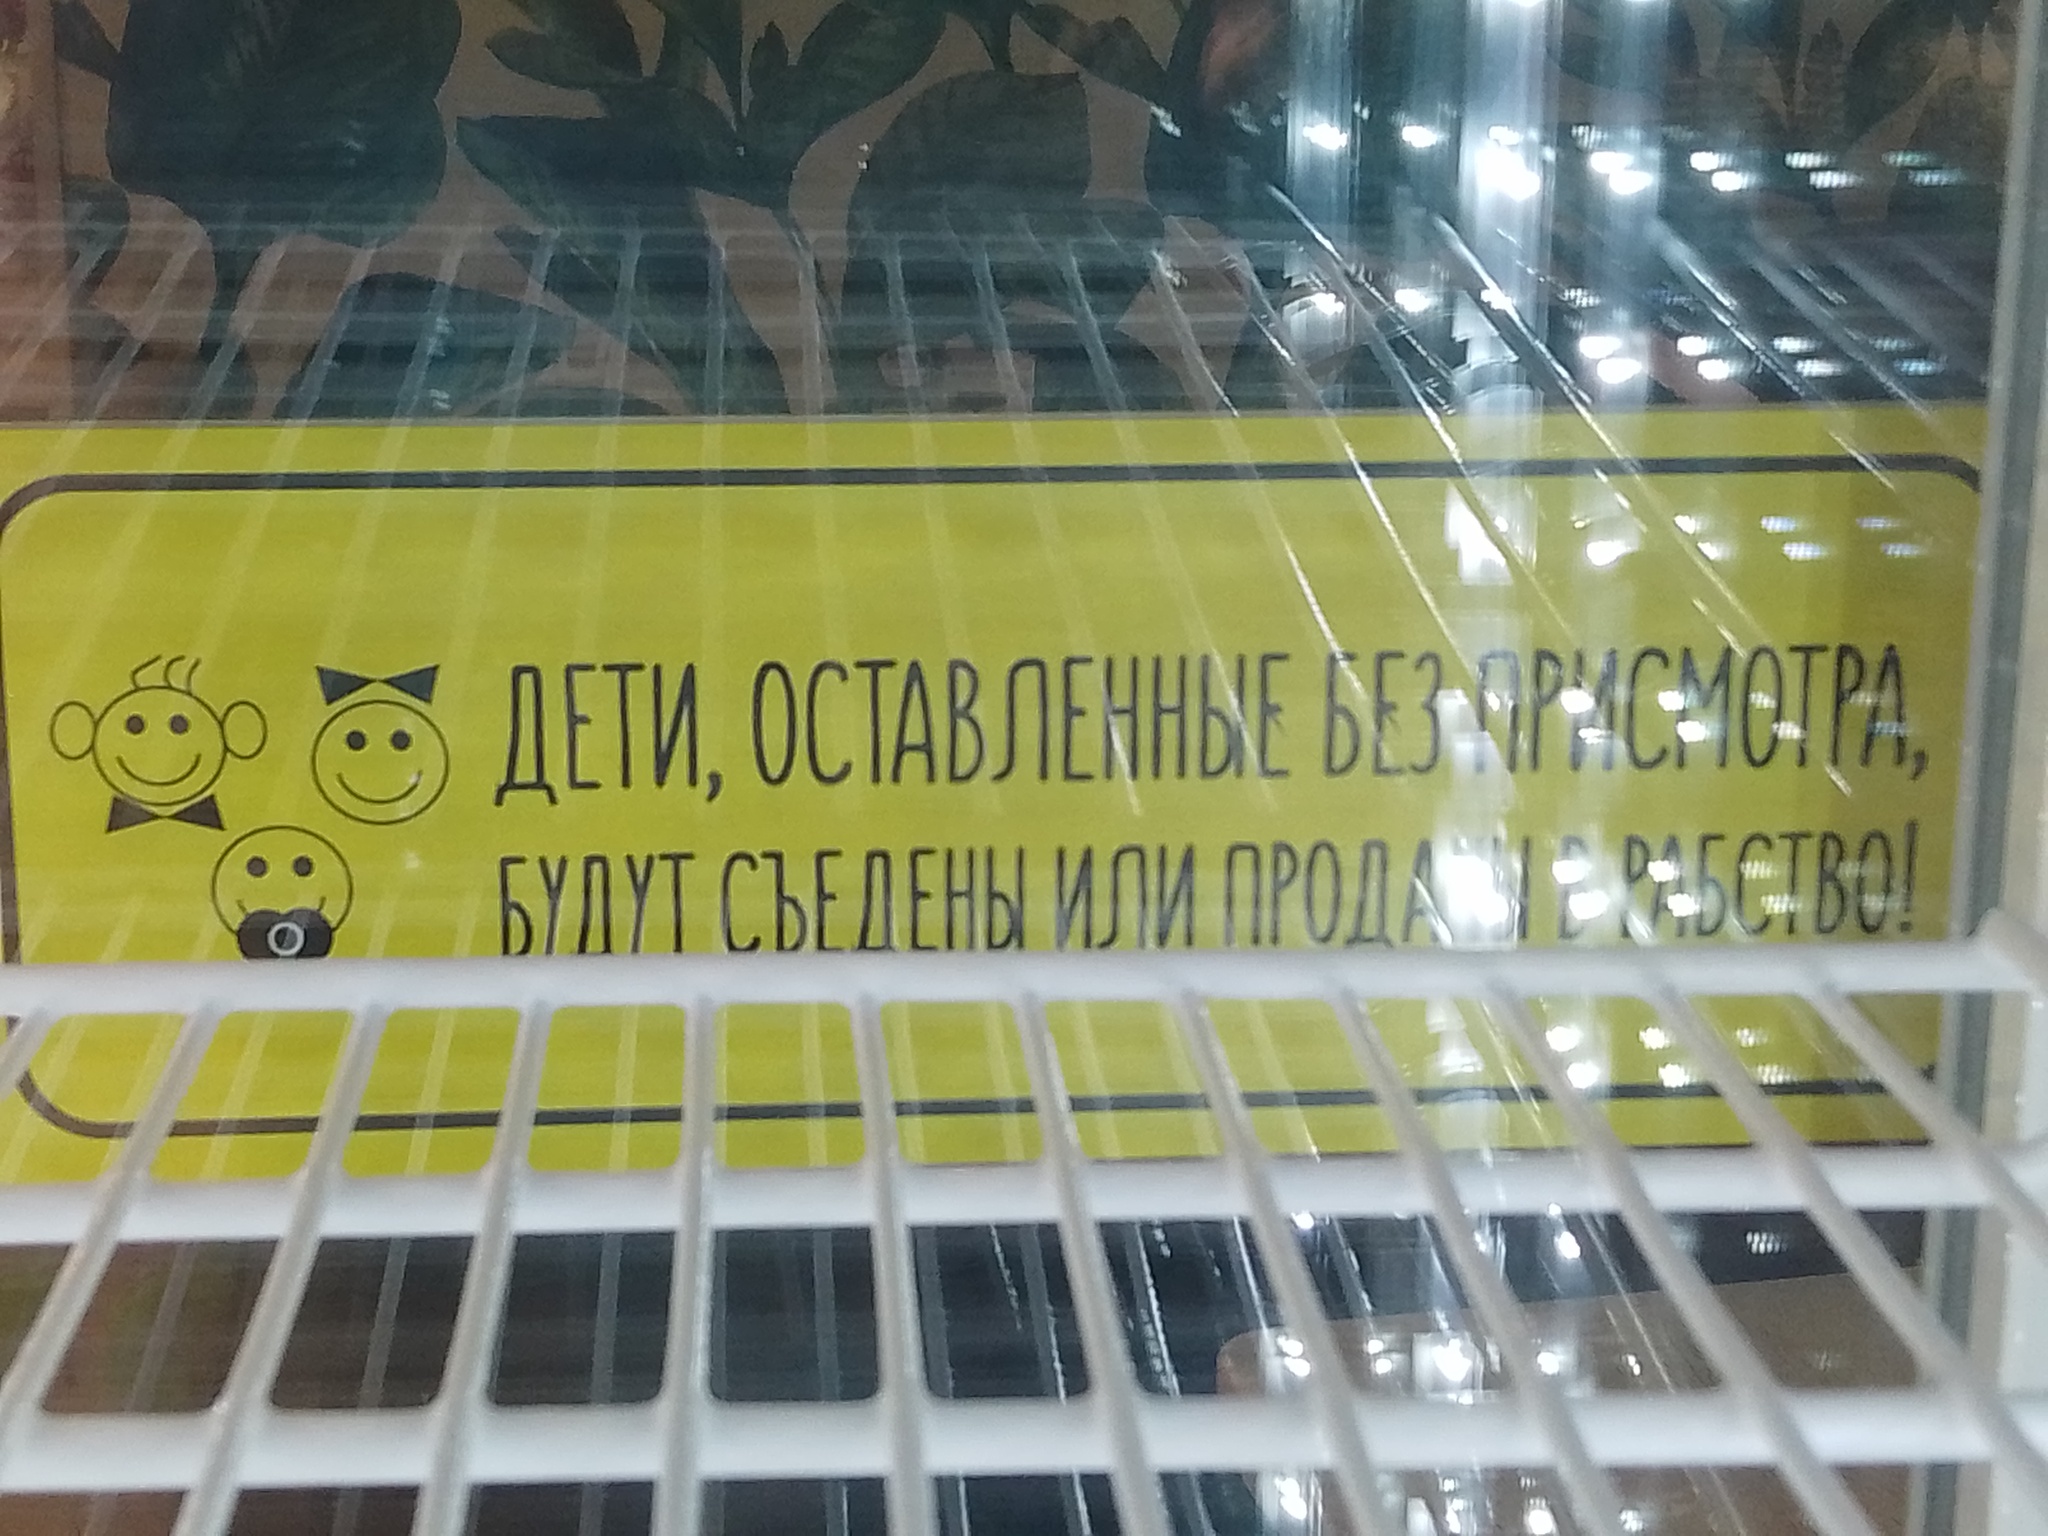 ДЕТИ, ОСТАВЛЕННЫЕ БЕЗ ПРИСМОТРА,
БУДУТ СЪЕДЕНЫ ИЛИ ПРОДАНЫ В РАБСТВО!